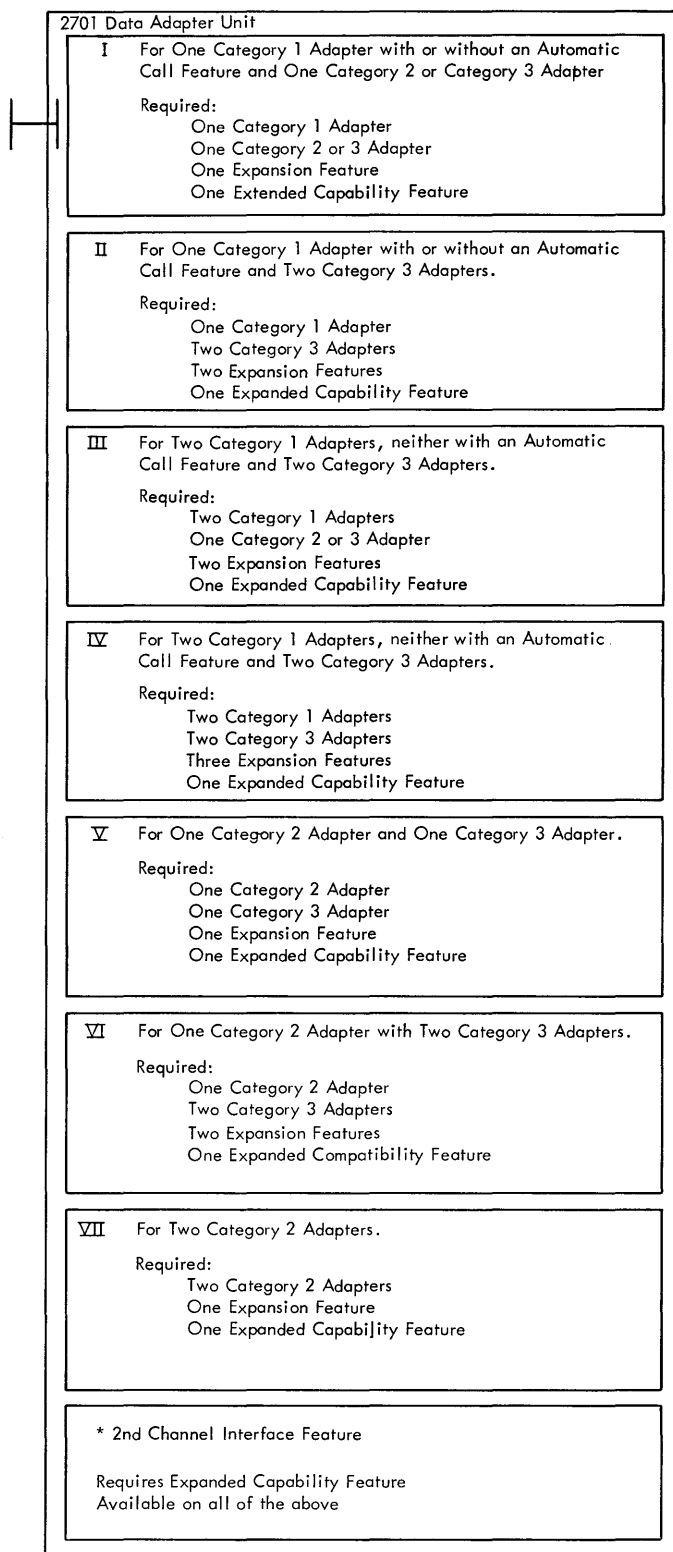 2701 Data Adapter Unit
I For One Category 1 Adapter with or without an Automatic
Call Feature and One Category 2 or Category 3 Adapter
Required:
One Category 1 Adapter
One Category 2 or 3 Adapter
One Expansion Feature
One Extended Capability Feature
II For One Category 1 Adapter with or without an Automatic
Call Feature and Two Category 3 Adapters.
Required:
One Category 1 Adapter
Two Category 3 Adapters
Two Expansion Features
One Expanded Capability Feature
III For Two Category 1 Adapters, neither with an Automatic
Call Feature and Two Category 3 Adapters.
Required:
Two Category 1 Adapters
One Category 2 or 3 Adapter
Two Expansion Features
One Expanded Capability Feature
IV For Two Category 1 Adapters, neither with an Automatic
Call Feature and Two Category 3 Adapters.
Required:
Two Category 1 Adapters
Two Category 3 Adapters
Three Expansion Features
One Expanded Capability Feature
V For One Category 2 Adapter and One Category 3 Adapter.
Required:
One Category 2 Adapter
One Category 3 Adapter
One Expansion Feature
One Expanded Capability Feature
VI For One Category 2 Adapter with Two Category 3 Adapters.
Required:
One Category 2 Adapter
Two Category 3 Adapters
Two Expansion Features
One Expanded Compatibility Feature
VII For Two Category 2 Adapters.
Required:
Two Category 2 Adapters
One Expansion Feature
One Expanded Capability Feature
* 2nd Channel Interface Feature
Requires Expanded Capability Feature
Available on all of the above